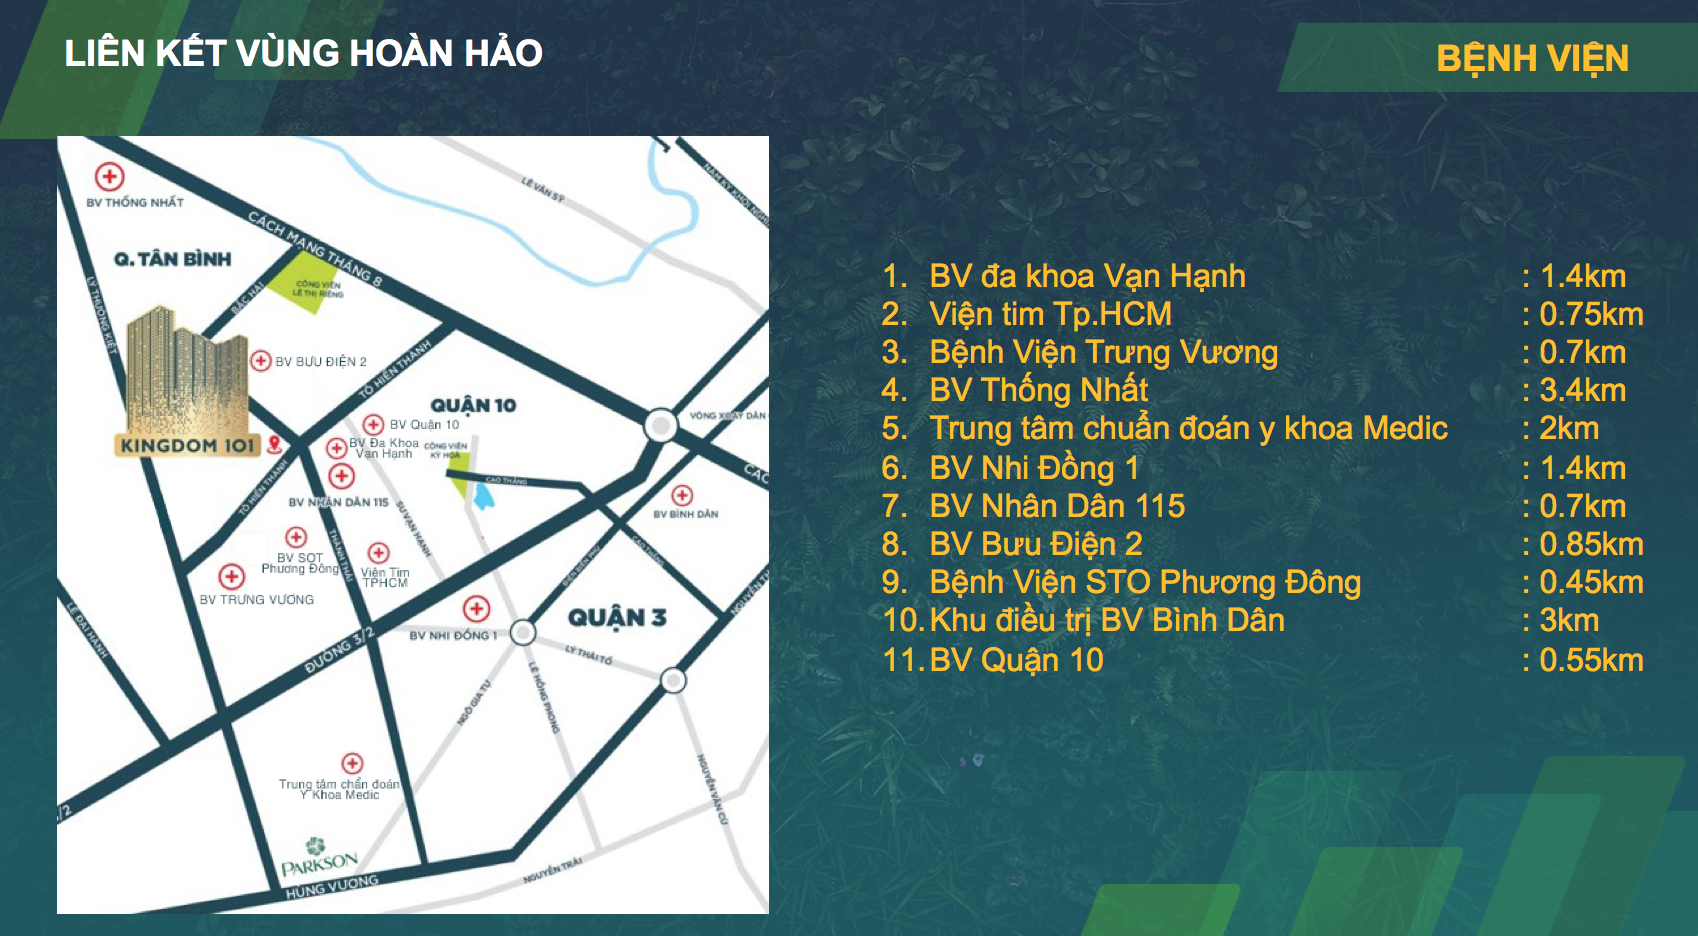 LIÊN KẾT VÙNG HOÀN HẢO
BỆNH VIỆN
BV THỐNG NHẤT
LÊ VĂN SỸ
CÁCH MẠNG THÁNG 8
Q. TÂN BÌNH
CÔNG VIÊN
LÊ THỊ RIÊNG
BẮC HẢI
LÝ THƯỜNG KIỆT
BV BƯU ĐIỆN 2
TÔ HIẾN THÀNH
QUẬN 10
VÒNG XOAY DÂN
BV Quận 10
KINGDOM 101
BV Đa Khoa
Vạn Hạnh
CÔNG VIÊN
KỲ HOÀ
CAO THẮNG
BV NHÂN DÂN 115
TÔ HIẾN THÀNH
SƯ VẠN HẠNH
BV BÌNH DÂN
BV SOT
Phương Đông
THÀNH THÁI
Viện Tim
TPHCM
ĐIỆN BIÊN PHỦ
CAO THẮNG
BV TRƯNG VƯƠNG
LÊ ĐẠI HÀNH
BV NHI ĐỒNG 1
QUẬN 3
ĐƯỜNG 3/2
LÝ THÁI TỔ
NGÔ GIA TỰ
LÊ HỒNG PHONG
Trung tâm chẩn đoán
Y Khoa Medic
NGUYỄN VĂN CỪ
3/2
PARKSON
HÙNG VƯƠNG
NGUYỄN TRÃI
1. BV đa khoa Vạn Hạnh : 1.4km
2. Viện tim Tp.HCM : 0.75km
3. Bệnh Viện Trưng Vương : 0.7km
4. BV Thống Nhất : 3.4km
5. Trung tâm chuẩn đoán y khoa Medic : 2km
6. BV Nhi Đồng 1 : 1.4km
7. BV Nhân Dân 115 : 0.7km
8. BV Bưu Điện 2 : 0.85km
9. Bệnh Viện STO Phương Đông : 0.45km
10. Khu điều trị BV Bình Dân : 3km
11. BV Quận 10 : 0.55km